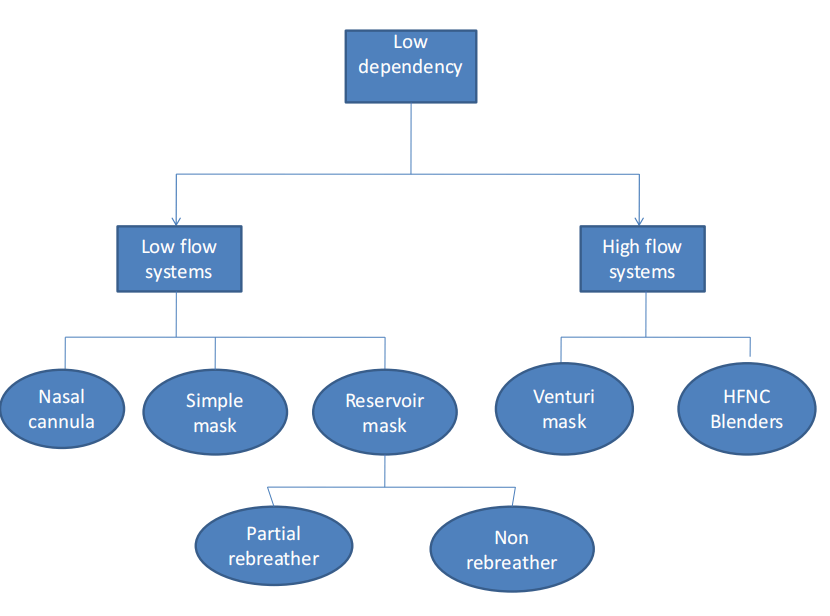 Low
dependency
Low flow
systems
High flow
systems
Nasal
cannula
Simple
mask
Reservoir
mask
Venturi
mask
HFNC
Blenders
Partial
rebreather
Non
rebreather